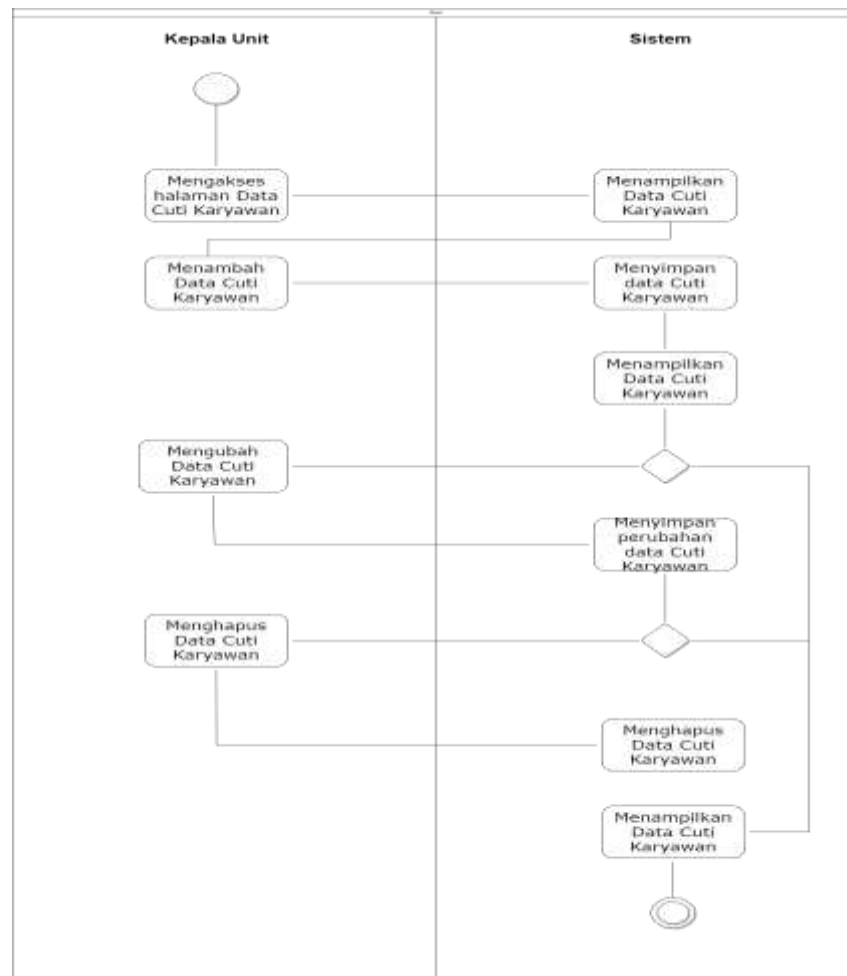 Kepala Unit
Sistem
Mengakses
halaman Data
Cuti Karyawan
Menampilkan
Data Cuti
Karyawan
Menambah
Data Cuti
Karyawan
Menyimpan
data Cuti
Karyawan
Menampilkan
Data Cuti
Karyawan
Mengubah
Data Cuti
Karyawan
Menyimpan
perubahan
data Cuti
Karyawan
Menghapus
Data Cuti
Karyawan
Menghapus
Data Cuti
Karyawan
Menampilkan
Data Cuti
Karyawan